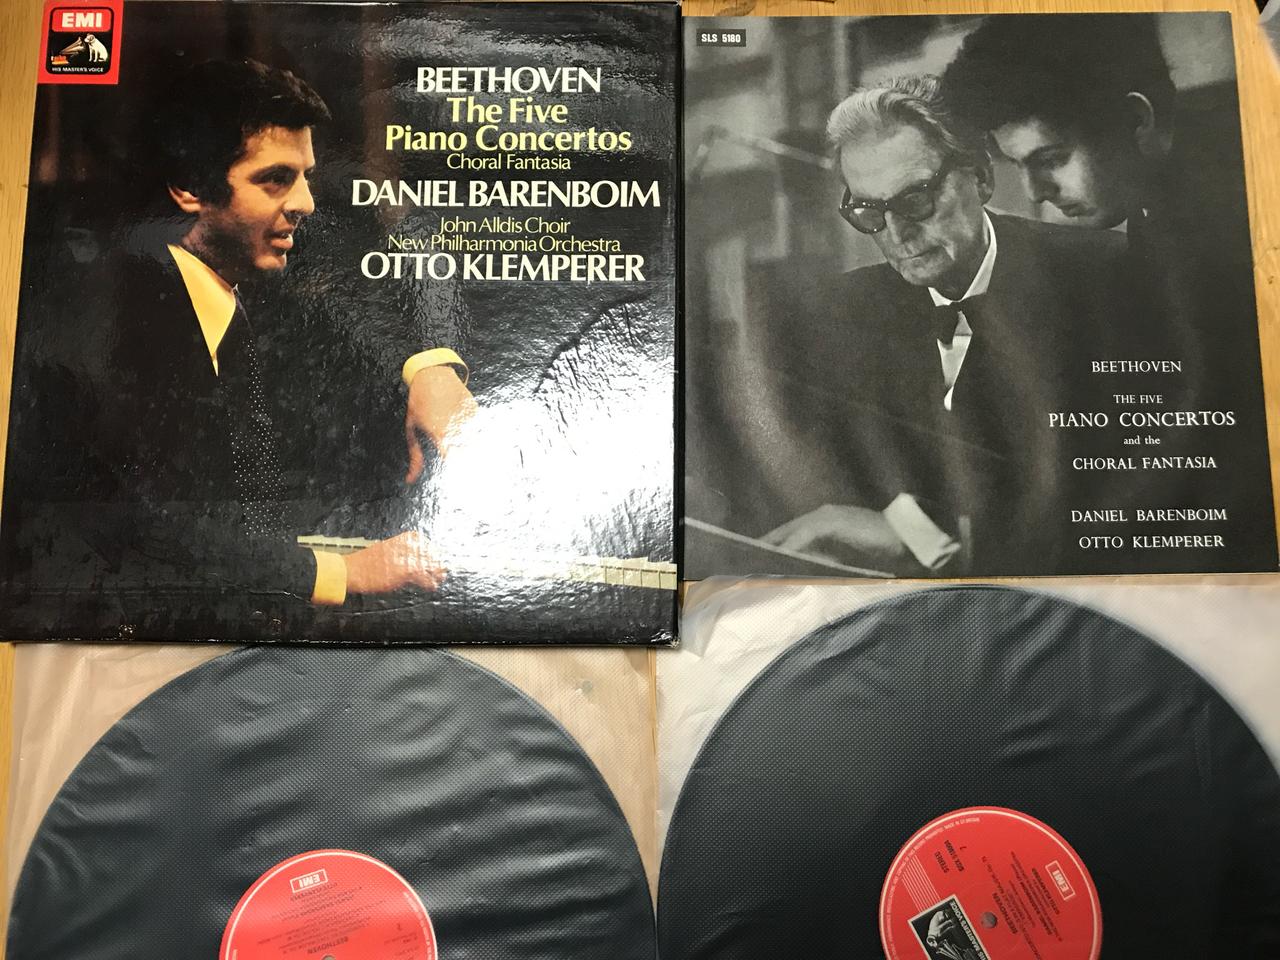 EMI
HIS MASTER'S VOICE
BEETHOVEN
The Five
Piano Concertos
Choral Fantasia
DANIEL BARENBOIM
John Alldis Choir
New Philharmonia Orchestra
OTTO KLEMPERER
SLS 5180
BEETHOVEN
THE FIVE
PIANO CONCERTOS
and the
CHORAL FANTASIA
DANIEL BARENBOIM
OTTO KLEMPERER
EMI
BEETHOVEN
EMI
STEREO
BEETHOVEN